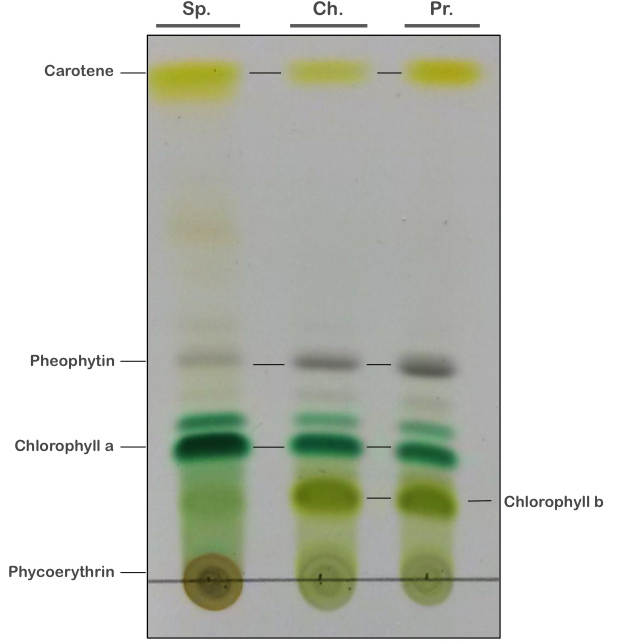 Sp. Ch. Pr.
Carotene
Pheophytin
Chlorophyll a
Chlorophyll b
Phycoerythrin